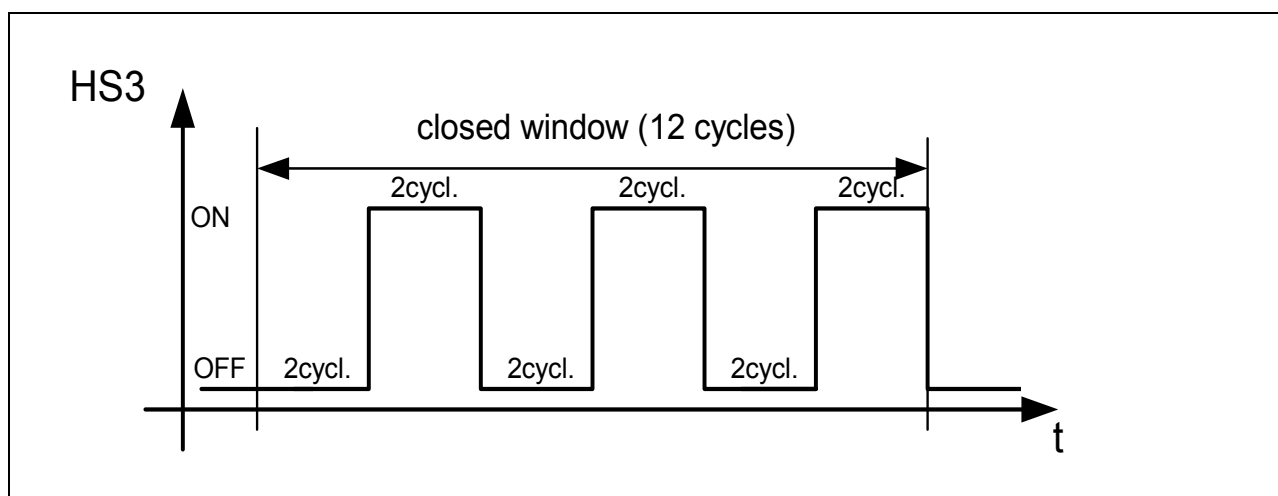 HS3
closed window (12 cycles)
2cycl. 2cycl. 2cycl.
ON
OFF 2cycl. 2cycl. 2cycl.
t